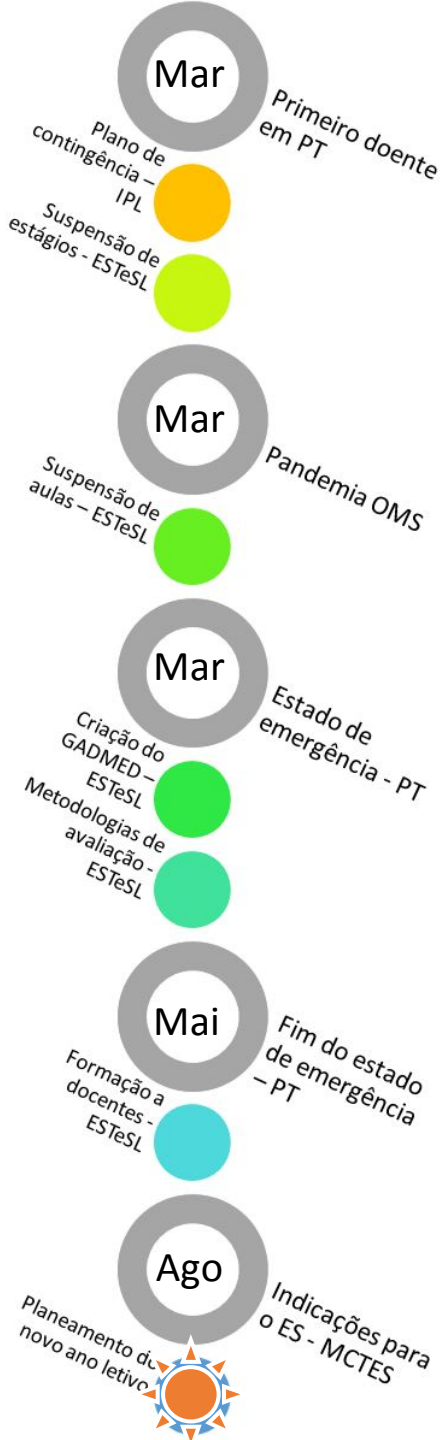 Mar
Primeiro doente
em PT
Plano de
contingência –
IPL
Suspensão de
estágios - ESTeSL
Mar
Pandemia OMS
Suspensão de
aulas – ESTeSL
Mar
Estado de
emergência - PT
Criação do
GADMED –
ESTeSL
Metodologias de
avaliação -
ESTeSL
Mai
Fim do estado
de emergência
– PT
Formação a
docentes -
ESTeSL
Ago
Indicações para
o ES - MCTES
Planeamento do
novo ano letivo